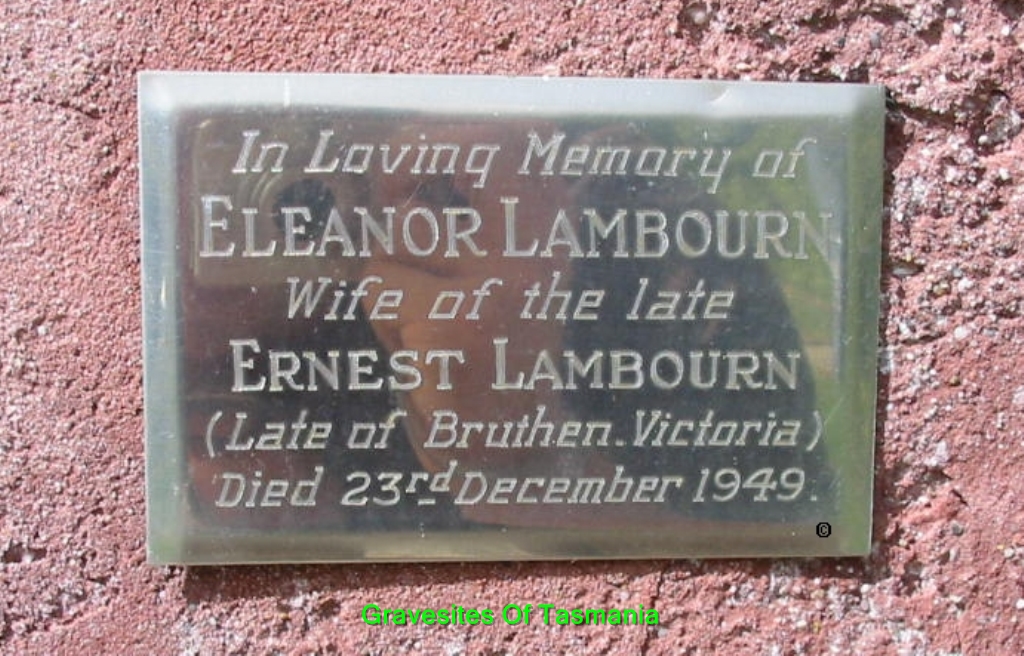 In Loving Memory of
ELEANOR LAMBOURN
Wife of the late
ERNEST LAMBOURN
(Late of Bruthen. Victoria)
Died 23rd December 1949.
©
Gravesites Of Tasmania